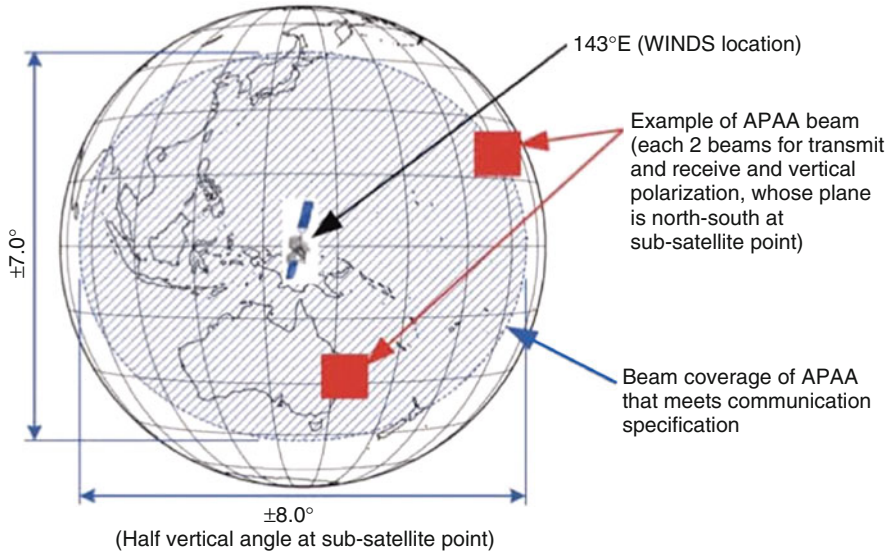 143°E (WINDS location)
Example of APAA beam
(each 2 beams for transmit
and receive and vertical
polarization, whose plane
is north-south at
sub-satellite point)
±7.0°
Beam coverage of APAA
that meets communication
specification
±8.0°
(Half vertical angle at sub-satellite point)